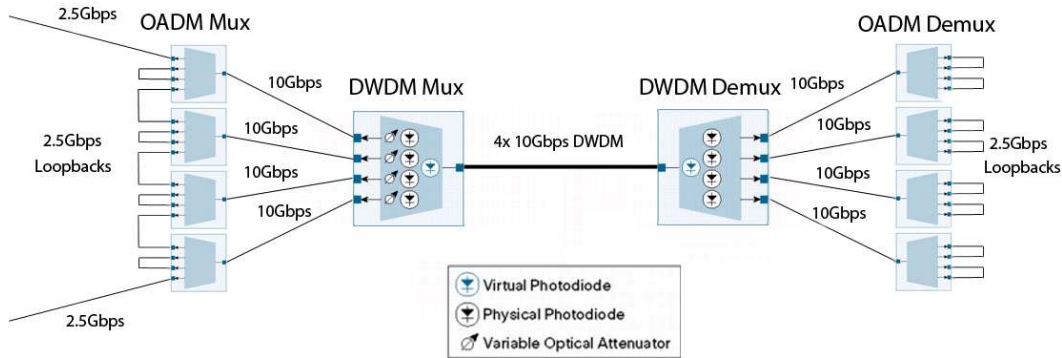 2.5Gbps
OADM Mux
OADM Demux
10Gbps
DWDM Mux
DWDM Demux
10Gbps
10Gbps
4x 10Gbps DWDM
10Gbps
2.5Gbps
Loopbacks
2.5Gbps
Loopbacks
10Gbps
10Gbps
10Gbps
10Gbps
2.5Gbps
Virtual Photodiode
Physical Photodiode
Variable Optical Attenuator